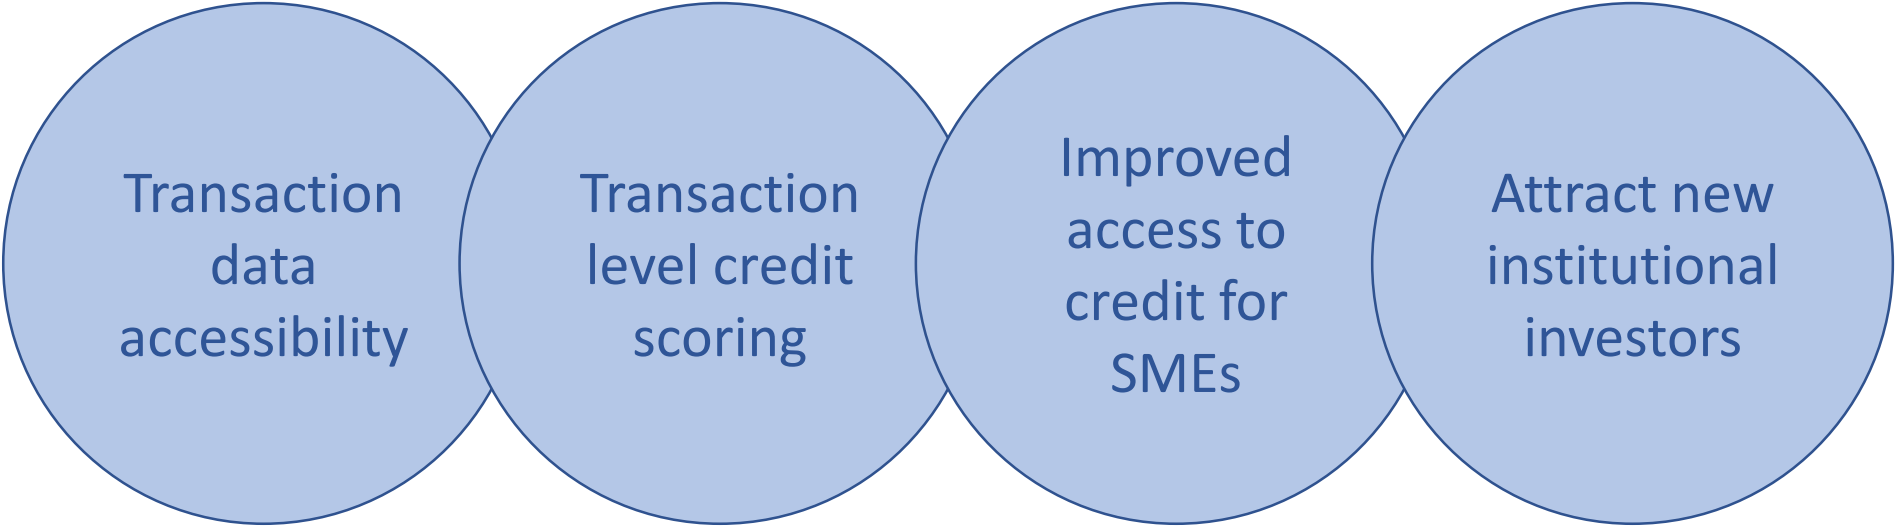 Transaction
data
accessibility
Transaction
level credit
scoring
Improved
access to
credit for
SMEs
Attract new
institutional
investors